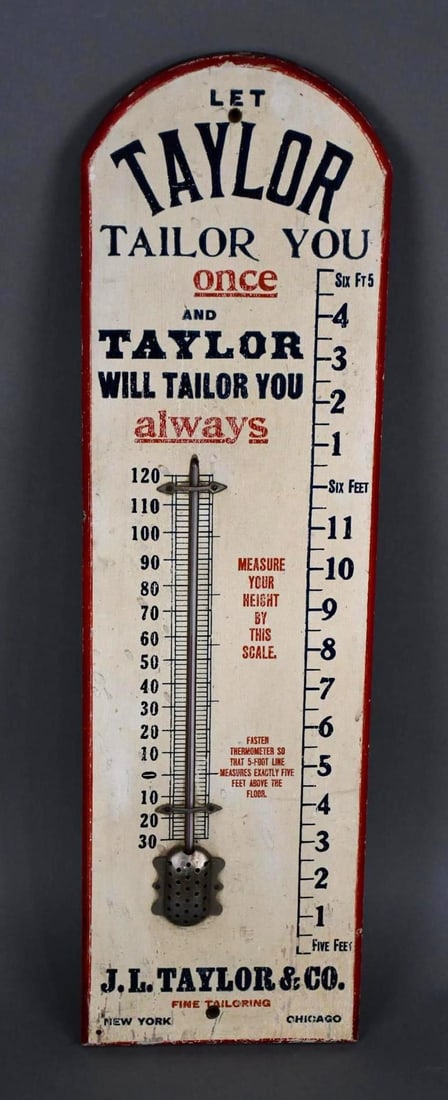 LET
TAYLOR
TAILOR YOU
once
AND
TAYLOR
WILL TAILOR YOU
always
120
110
100
90
80
70
60
50
40
30
20
10
0
10
20
30
MEASURE
YOUR
HEIGHT
BY
THIS
SCALE.
FASTEN
THERMOMETER SO
THAT 5-FOOT LINE
MEASURES EXACTLY FIVE
FEET ABOVE THE
FLOOR.
SIX FT 5
4
3
2
1
SIX FEET
11
10
9
8
7
6
5
4
3
2
1
FIVE FEET
J.L. TAYLOR & CO.
FINE TAILORING
NEW YORK CHICAGO